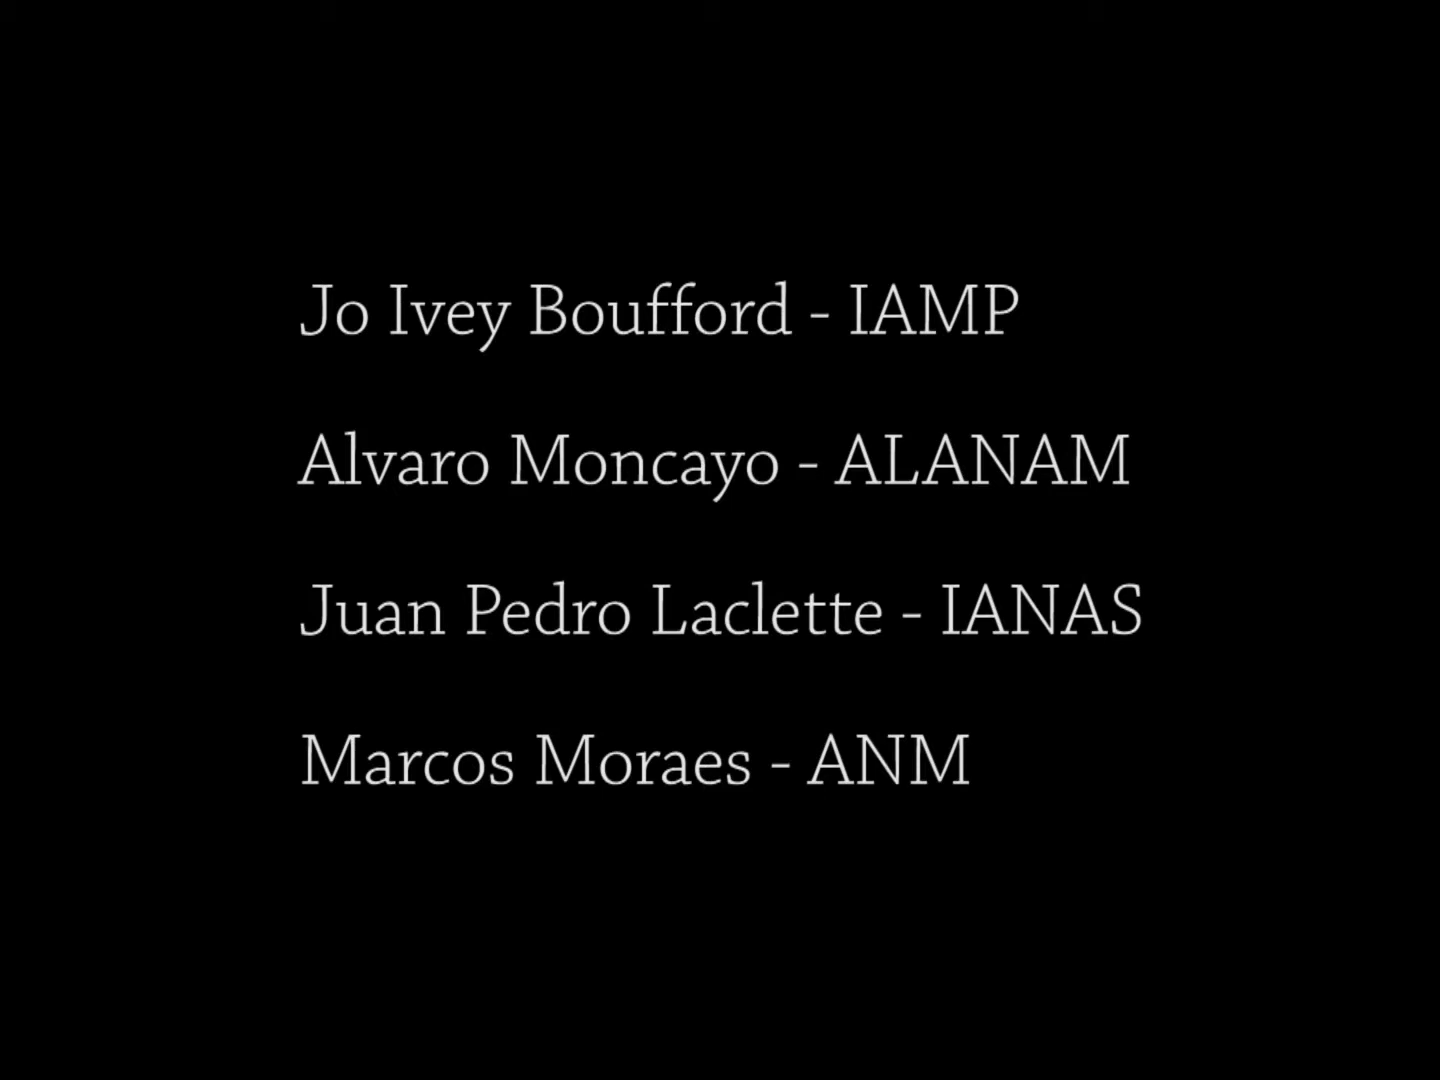 Jo Ivey Boufford - IAMP
Alvaro Moncayo - ALANAM
Juan Pedro Laclette - IANAS
Marcos Moraes - ANM